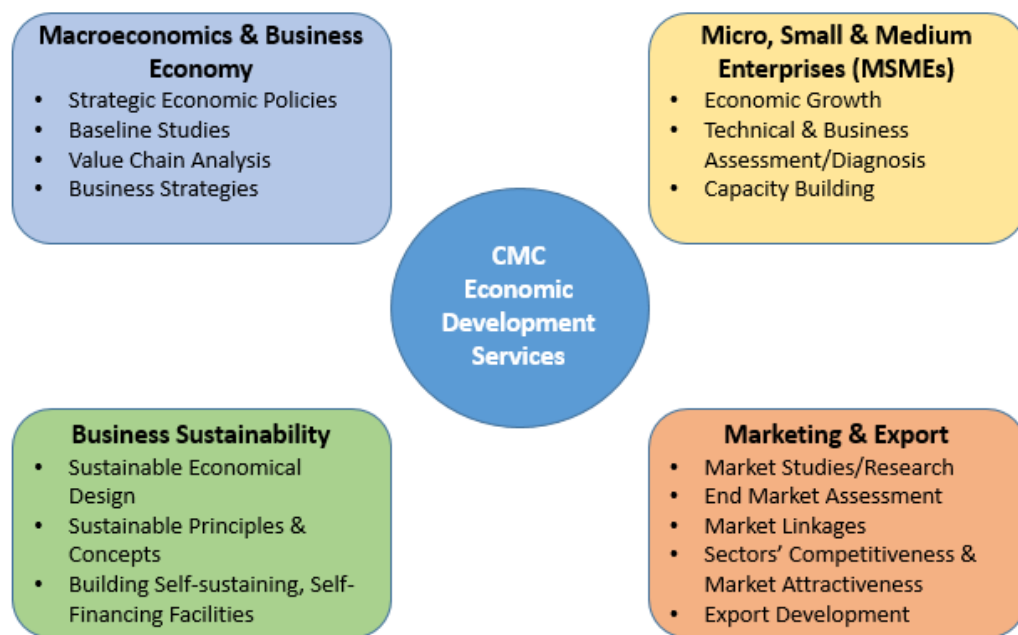 Macroeconomics & Business
Economy
• Strategic Economic Policies
• Baseline Studies
• Value Chain Analysis
• Business Strategies
Micro, Small & Medium
Enterprises (MSMEs)
• Economic Growth
• Technical & Business
Assessment/Diagnosis
• Capacity Building
CMC
Economic
Development
Services
Business Sustainability
• Sustainable Economical
Design
• Sustainable Principles &
Concepts
• Building Self-sustaining, Self-
Financing Facilities
Marketing & Export
• Market Studies/Research
• End Market Assessment
• Market Linkages
• Sectors’ Competitiveness &
Market Attractiveness
• Export Development